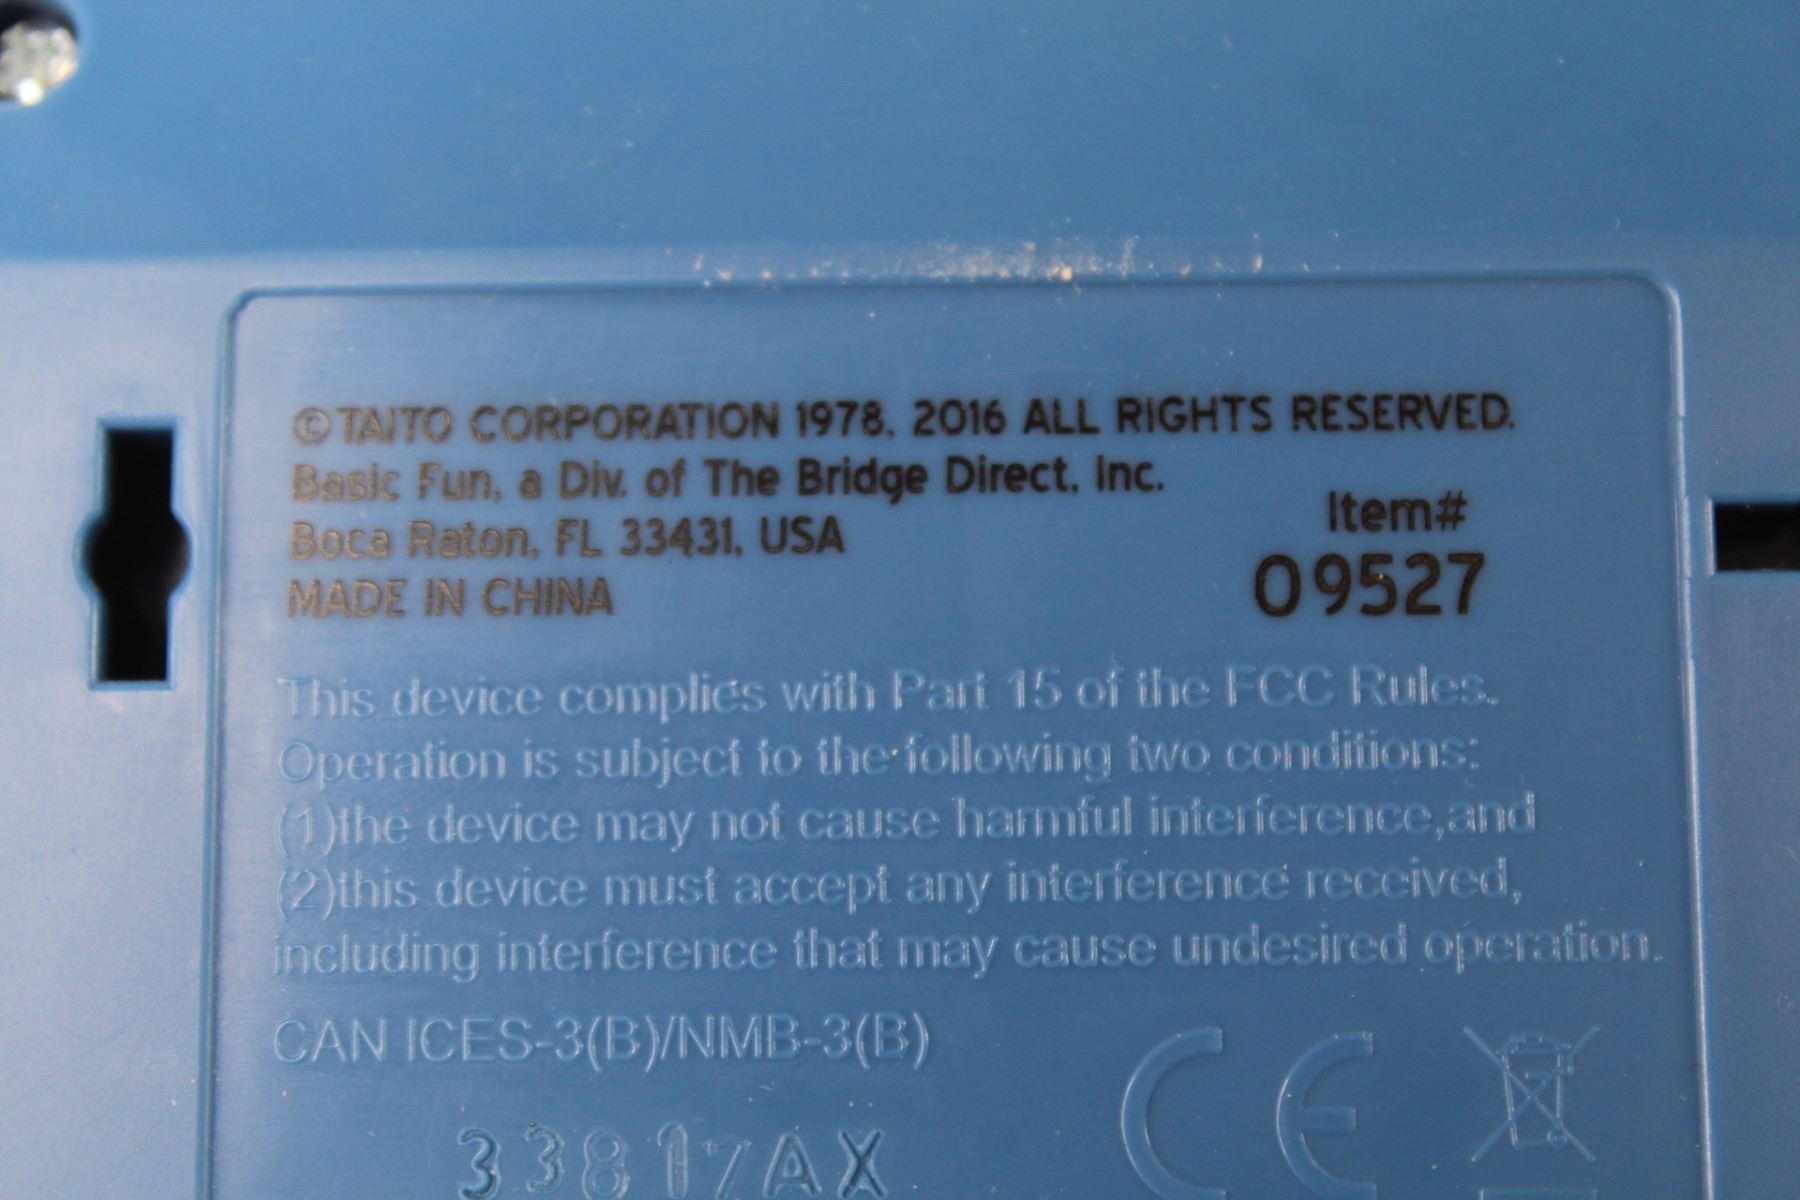 ©TAITO CORPORATION 1978, 2016 ALL RIGHTS RESERVED.
Basic Fun, a Div. of The Bridge Direct, Inc.
Boca Raton, FL 33431, USA
MADE IN CHINA
Item#
09527
This device complies with Part 15 of the FCC Rules.
Operation is subject to the following two conditions:
(1)the device may not cause harmful interference,and
(2)this device must accept any interference received,
including interference that may cause undesired operation.
CAN ICES-3(B)/NMB-3(B)
33817AX
CE